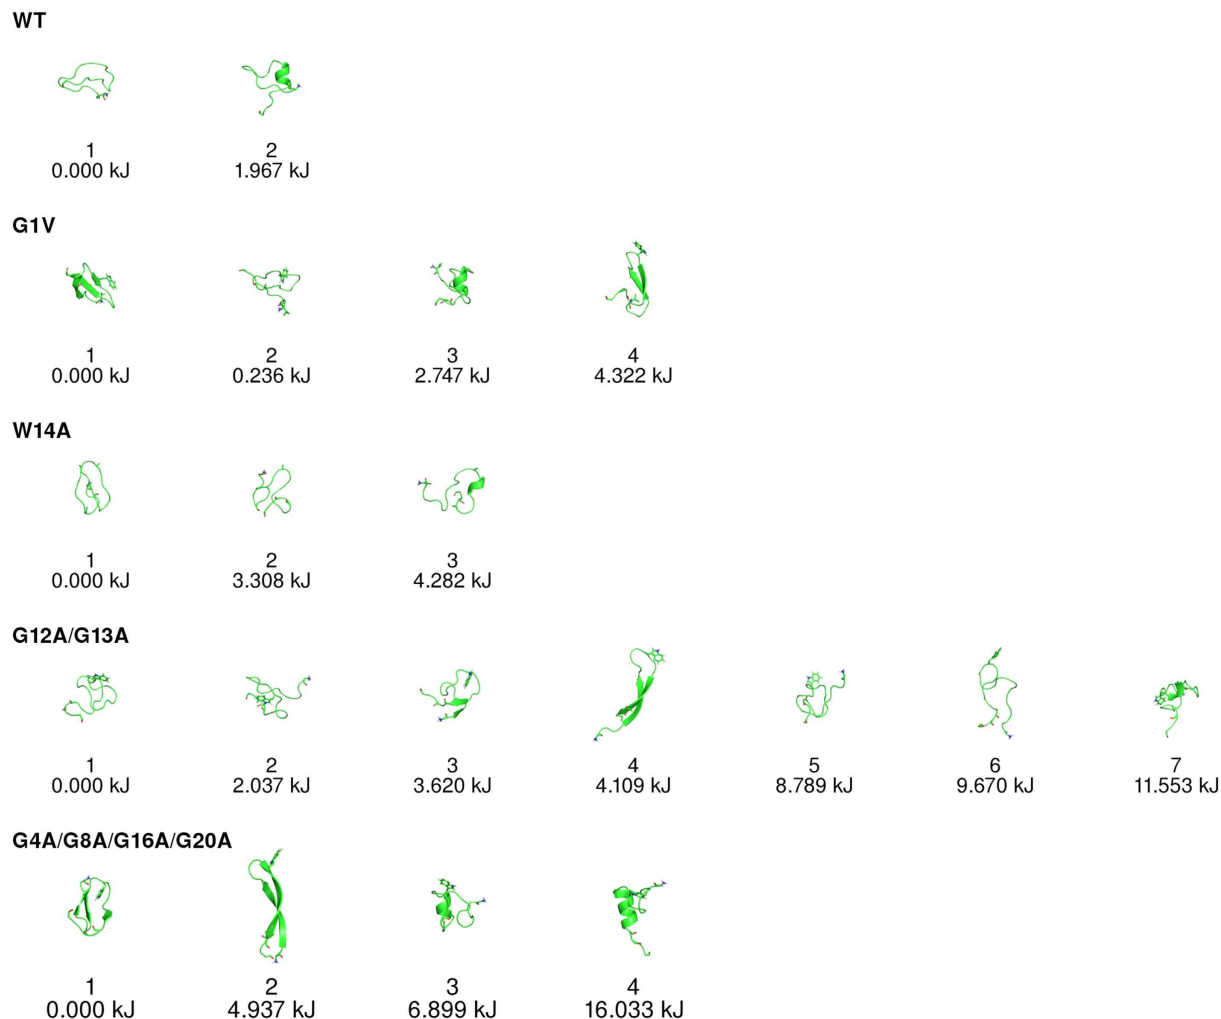 WT
1 2
0.000 kJ 1.967 kJ
G1V
1 2 3 4
0.000 kJ 0.236 kJ 2.747 kJ 4.322 kJ
W14A
1 2 3
0.000 kJ 3.308 kJ 4.282 kJ
G12A/G13A
1 2 3 4 5 6 7
0.000 kJ 2.037 kJ 3.620 kJ 4.109 kJ 8.789 kJ 9.670 kJ 11.553 kJ
G4A/G8A/G16A/G20A
1 2 3 4
0.000 kJ 4.937 kJ 6.899 kJ 16.033 kJ